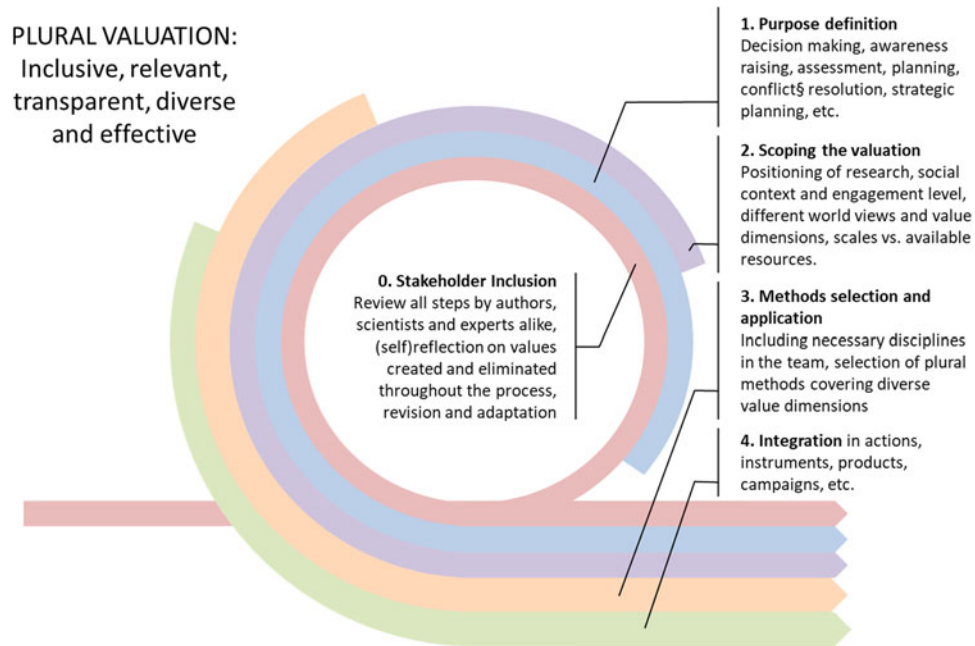 PLURAL VALUATION:
Inclusive, relevant,
transparent, diverse
and effective
1. Purpose definition
Decision making, awareness
raising, assessment, planning,
conflict§ resolution, strategic
planning, etc.
2. Scoping the valuation
Positioning of research, social
context and engagement level,
different world views and value
dimensions, scales vs. available
resources.
0. Stakeholder Inclusion
Review all steps by authors,
scientists and experts alike,
(self)reflection on values
created and eliminated
throughout the process,
revision and adaptation
3. Methods selection and
application
Including necessary disciplines
in the team, selection of plural
methods covering diverse
value dimensions
4. Integration in actions,
instruments, products,
campaigns, etc.